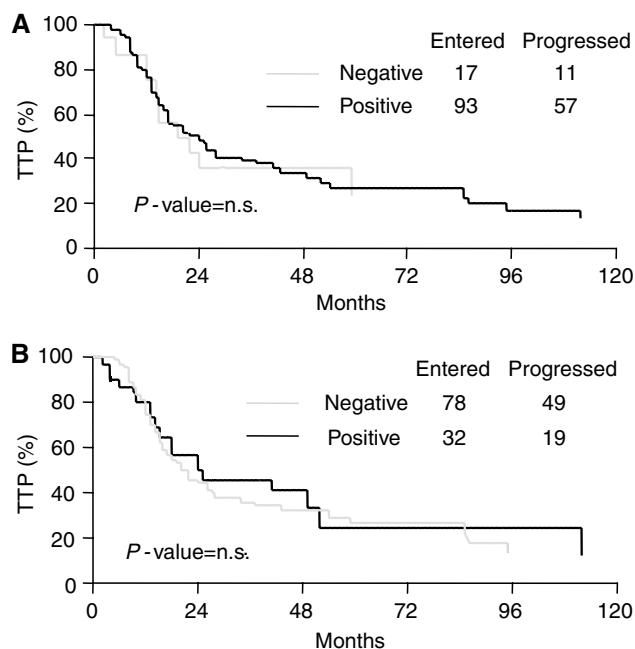 A
Entered Progressed
Negative 17 11
Positive 93 57
TTP (%)
100
80
60
40
20
0
P-value=n.s.
0 24 48 72 96 120
Months
B
Entered Progressed
Negative 78 49
Positive 32 19
TTP (%)
100
80
60
40
20
0
P-value=n.s.
0 24 48 72 96 120
Months